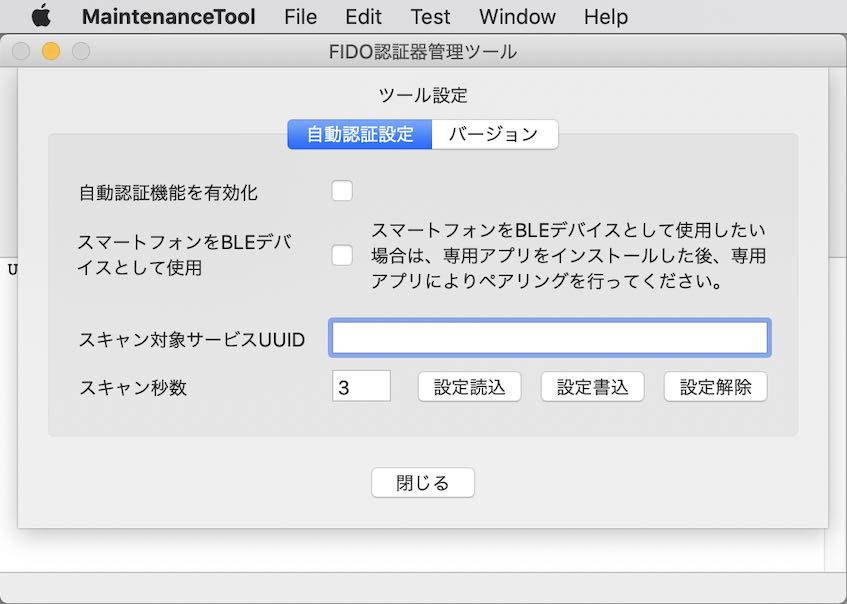 MaintenanceTool File Edit Test Window Help
FIDO認証器管理ツール
ツール設定
自動認証設定 バージョン
自動認証機能を有効化
スマートフォンをBLEデバ
イスとして使用
スマートフォンをBLEデバイスとして使用したい
場合は、専用アプリをインストールした後、専用
アプリによりペアリングを行ってください。
U
スキャン対象サービスUUID
スキャン秒数 3 設定読込 設定書込 設定解除
閉じる